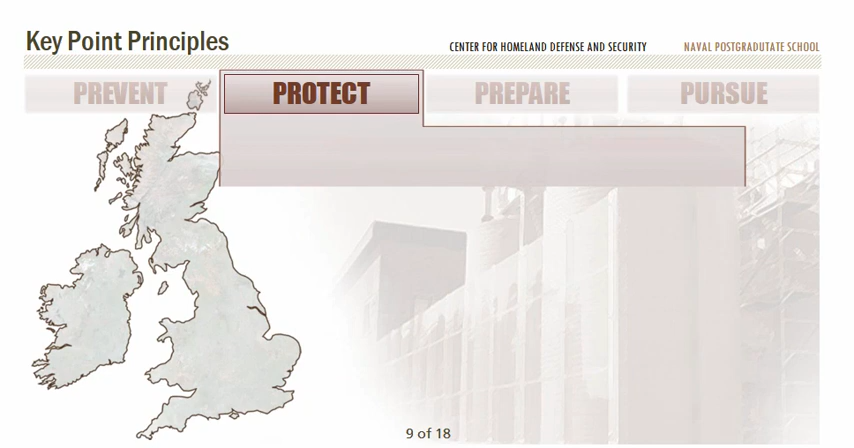 Key Point Principles
CENTER FOR HOMELAND DEFENSE AND SECURITY NAVAL POSTGRADUTATE SCHOOL
PREVENT PROTECT PREPARE PURSUE
9 of 18